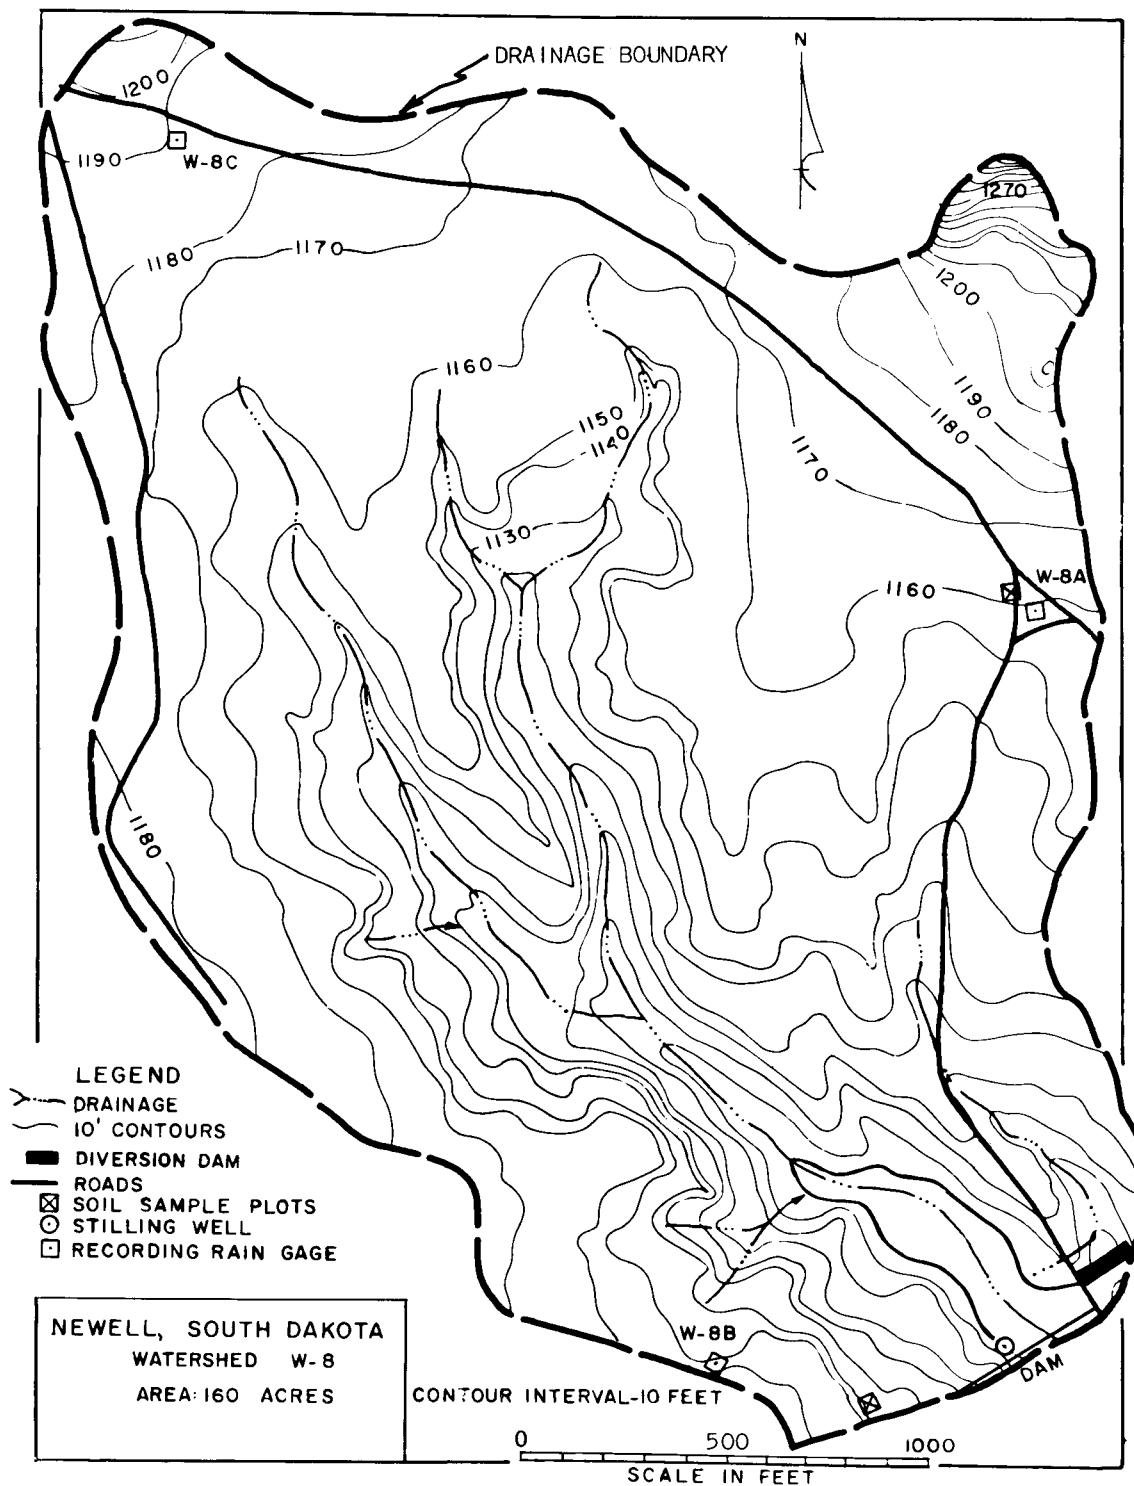 DRAINAGE BOUNDARY
N
1200
1190
W-8C
1270
1180
1170
1200
1160
1150
1140
1190
1180
1170
1130
W-8A
1160
1180
LEGEND
DRAINAGE
10' CONTOURS
DIVERSION DAM
ROADS
SOIL SAMPLE PLOTS
STILLING WELL
RECORDING RAIN GAGE
NEWELL, SOUTH DAKOTA
WATERSHED W-8
AREA: 160 ACRES
W-8B
DAM
CONTOUR INTERVAL-10 FEET
0 500 1000
SCALE IN FEET